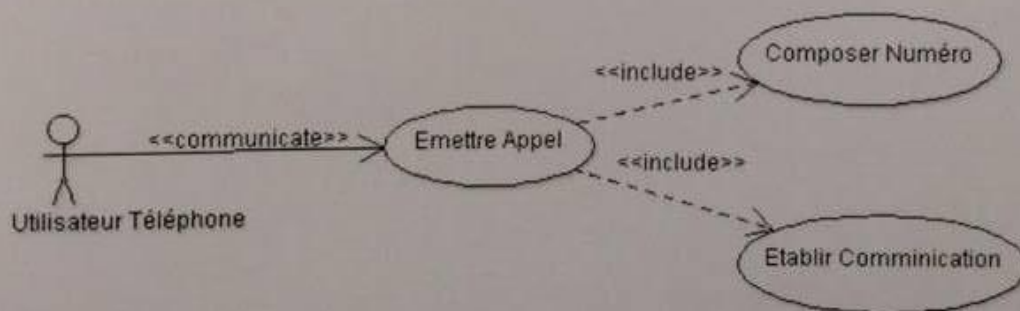 Composer Numéro
<<include>>
<<communicate>>
Emettre Appel
<<include>>
Utilisateur Téléphone
Etablir Comminication